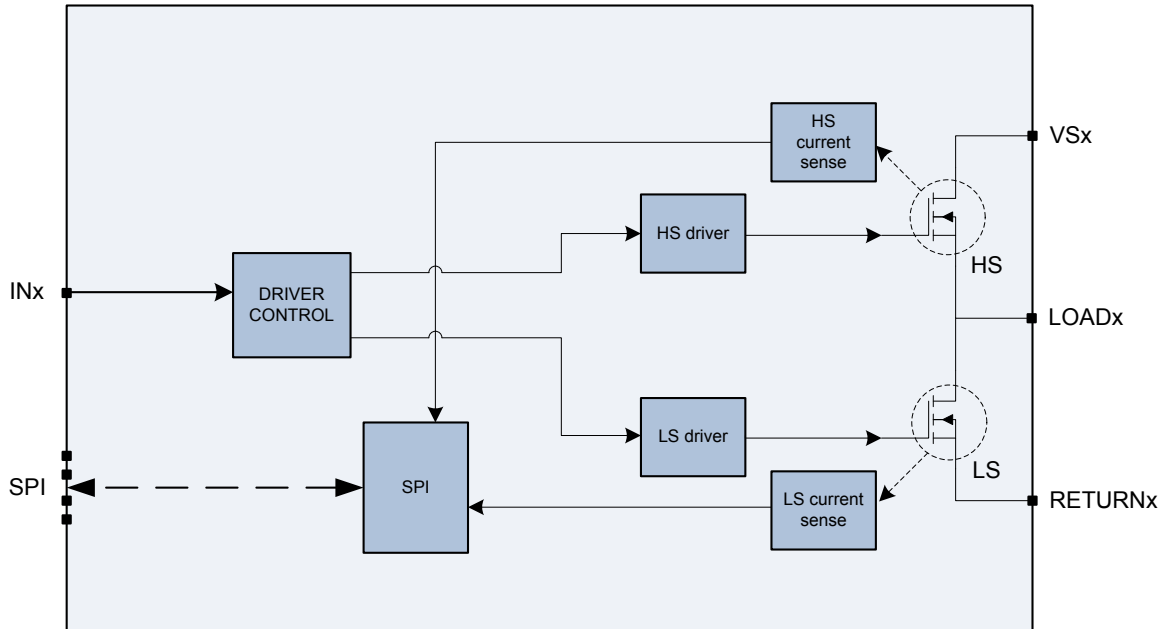 HS
current
sense
VSx
HS driver
HS
INx
DRIVER
CONTROL
LOADx
LS driver
LS
SPI
SPI
LS current
sense
RETURNx